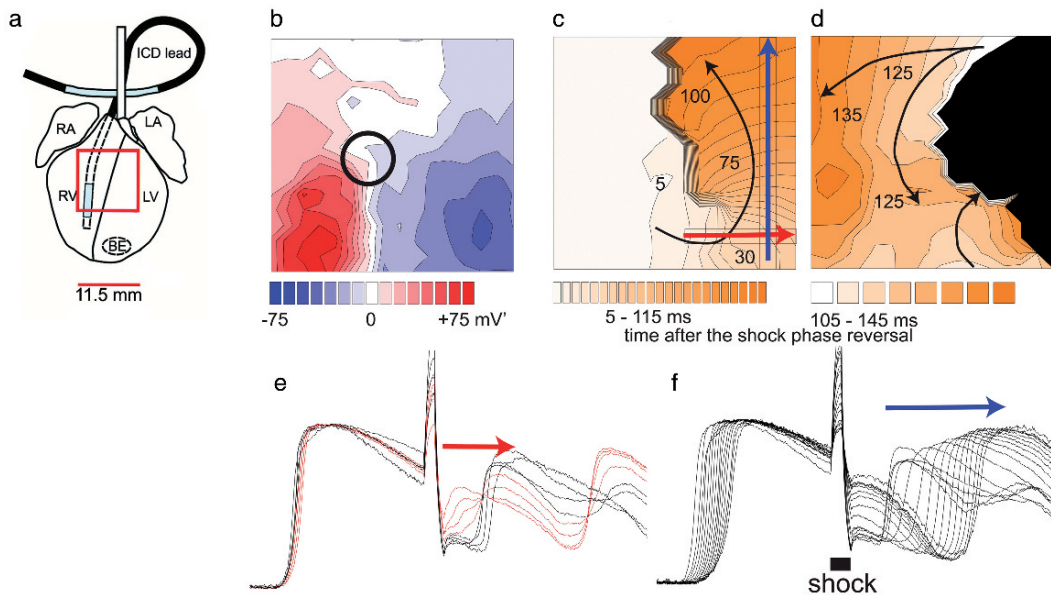 a
ICD lead
RA
LA
RV
LV
BE
11.5 mm
b
-75
0
+75 mV'
c
100
75
5
30
5 - 115 ms
d
125
135
125
105 - 145 ms
time after the shock phase reversal
e
f
shock